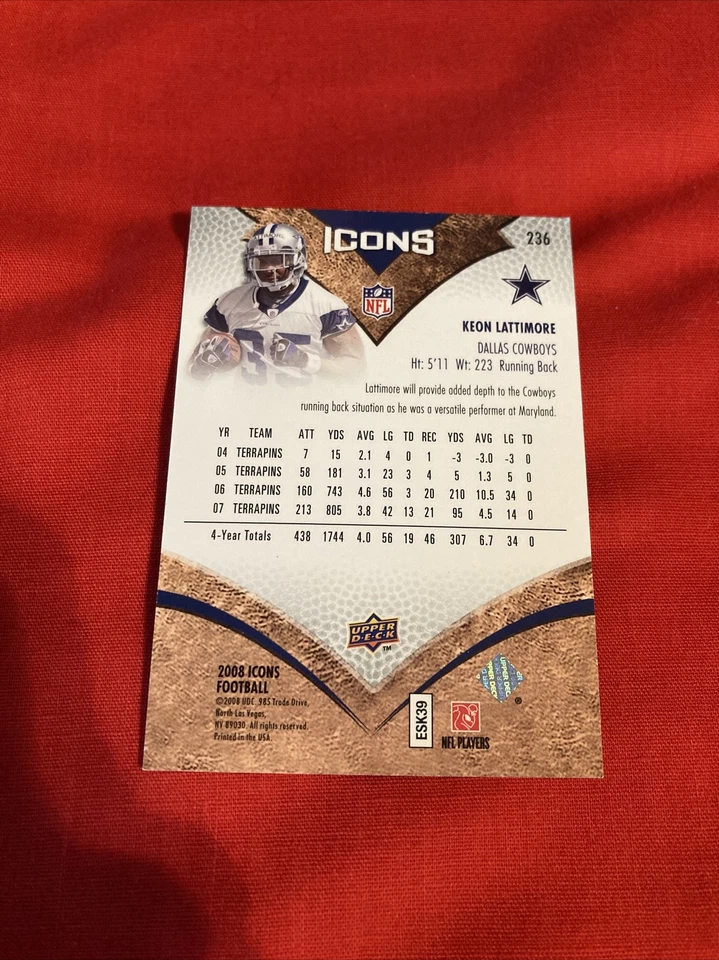 ICONS
236
NFL
KEON LATTIMORE
DALLAS COWBOYS
Ht: 5'11 Wt: 223 Running Back
Lattimore will provide added depth to the Cowboys
running back situation as he was a versatile performer at Maryland.
YR TEAM ATT YDS AVG LG TD REC YDS AVG LG TD
04 TERRAPINS 7 15 2.1 4 0 1 -3 -3.0 -3 0
05 TERRAPINS 58 181 3.1 23 3 4 5 1.3 5 0
06 TERRAPINS 160 743 4.6 56 3 20 210 10.5 34 0
07 TERRAPINS 213 805 3.8 42 13 21 95 4.5 14 0
4-Year Totals 438 1744 4.0 56 19 46 307 6.7 34 0
UPPER
D·E·C·K
TM
2008 ICONS
FOOTBALL
©2008 UDC, 985 Trade Drive,
North Las Vegas,
NV 89030. All rights reserved.
Printed in the USA.
ESK39
NFL PLAYERS
UPPER DEC
®